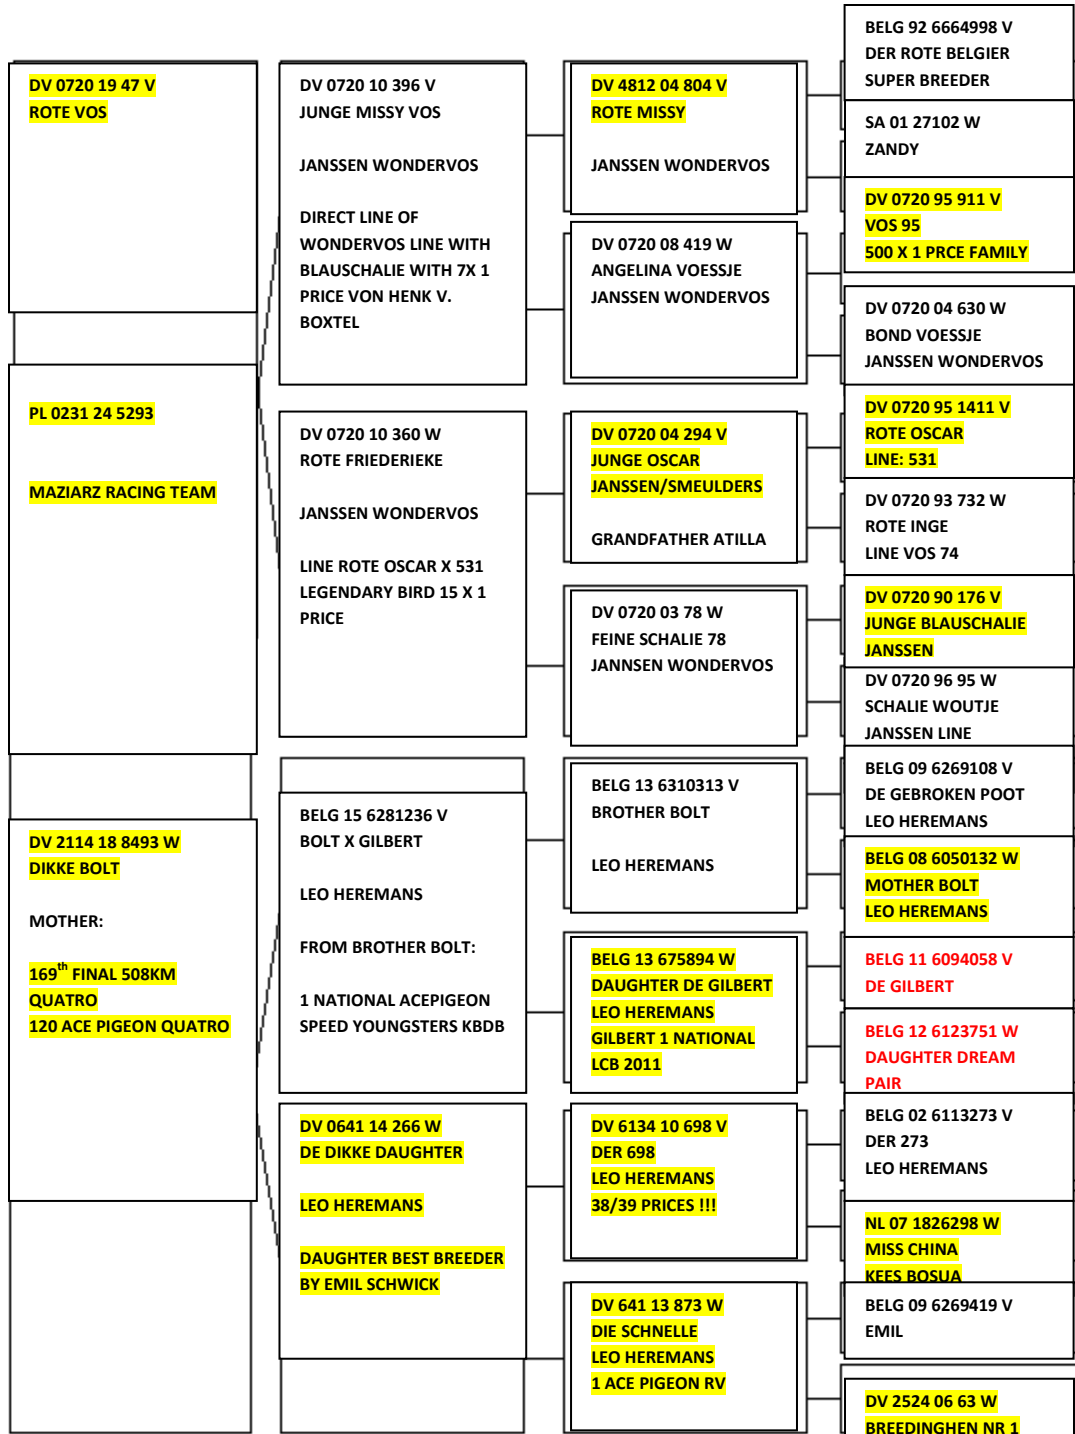 DV 0720 19 47 V
ROTE VOS
PL 0231 24 5293
MAZIARZ RACING TEAM
DV 2114 18 8493 W
DIKKE BOLT
MOTHER:
169th FINAL 508KM
QUATRO
120 ACE PIGEON QUATRO
DV 0720 10 396 V
JUNGE MISSY VOS
JANSSEN WONDERVOS
DIRECT LINE OF
WONDERVOS LINE WITH
BLAUSCHALIE WITH 7X 1
PRICE VON HENK V.
BOXTEL
DV 0720 10 360 W
ROTE FRIEDERIEKE
JANSSEN WONDERVOS
LINE ROTE OSCAR X 531
LEGENDARY BIRD 15 X 1
PRICE
BELG 15 6281236 V
BOLT X GILBERT
LEO HEREMANS
FROM BROTHER BOLT:
1 NATIONAL ACEPIGEON
SPEED YOUNGSTERS KBDB
DV 0641 14 266 W
DE DIKKE DAUGHTER
LEO HEREMANS
DAUGHTER BEST BREEDER
BY EMIL SCHWICK
DV 4812 04 804 V
ROTE MISSY
JANSSEN WONDERVOS
DV 0720 08 419 W
ANGELINA VOESSJE
JANSSEN WONDERVOS
DV 0720 04 294 V
JUNGE OSCAR
JANSSEN/SMEULDERS
GRANDFATHER ATILLA
DV 0720 03 78 W
FEINE SCHALIE 78
JANNSEN WONDERVOS
BELG 13 6310313 V
BROTHER BOLT
LEO HEREMANS
BELG 13 675894 W
DAUGHTER DE GILBERT
LEO HEREMANS
GILBERT 1 NATIONAL
LCB 2011
DV 6134 10 698 V
DER 698
LEO HEREMANS
38/39 PRICES !!!
DV 641 13 873 W
DIE SCHNELLE
LEO HEREMANS
1 ACE PIGEON RV
BELG 92 6664998 V
DER ROTE BELGIER
SUPER BREEDER
SA 01 27102 W
ZANDY
DV 0720 95 911 V
VOS 95
500 X 1 PRCE FAMILY
DV 0720 04 630 W
BOND VOESSJE
JANSSEN WONDERVOS
DV 0720 95 1411 V
ROTE OSCAR
LINE: 531
DV 0720 93 732 W
ROTE INGE
LINE VOS 74
DV 0720 90 176 V
JUNGE BLAUSCHALIE
JANSSEN
DV 0720 96 95 W
SCHALIE WOUTJE
JANSSEN LINE
BELG 09 6269108 V
DE GEBROKEN POOT
LEO HEREMANS
BELG 08 6050132 W
MOTHER BOLT
LEO HEREMANS
BELG 11 6094058 V
DE GILBERT
BELG 12 6123751 W
DAUGHTER DREAM
PAIR
BELG 02 6113273 V
DER 273
LEO HEREMANS
NL 07 1826298 W
MISS CHINA
KEES BOSUA
BELG 09 6269419 V
EMIL
DV 2524 06 63 W
BREEDINGHEN NR 1